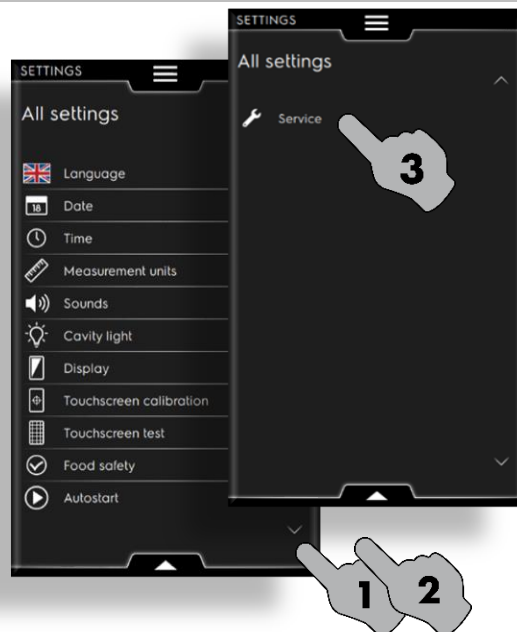 SETTINGS
All settings
Language
18
Date
Time
Measurement units
Sounds
Cavity light
Display
Touchscreen calibration
Touchscreen test
Food safety
Autostart
1
2
SETTINGS
All settings
Service
3